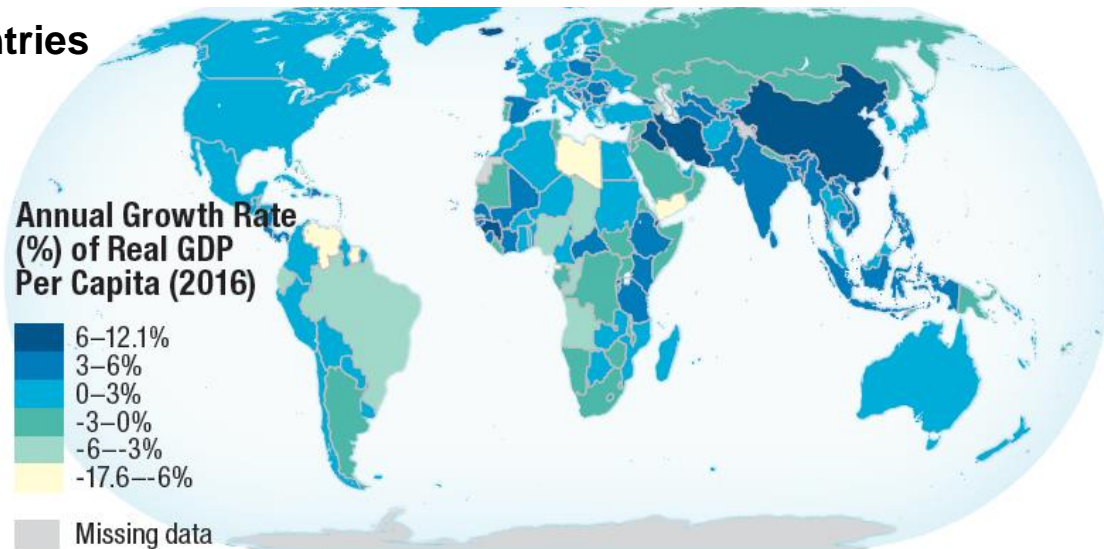 ntries
Annual Growth Rate
(%) of Real GDP
Per Capita (2016)
6–12.1%
3–6%
0–3%
-3–0%
-6–-3%
-17.6–-6%
Missing data